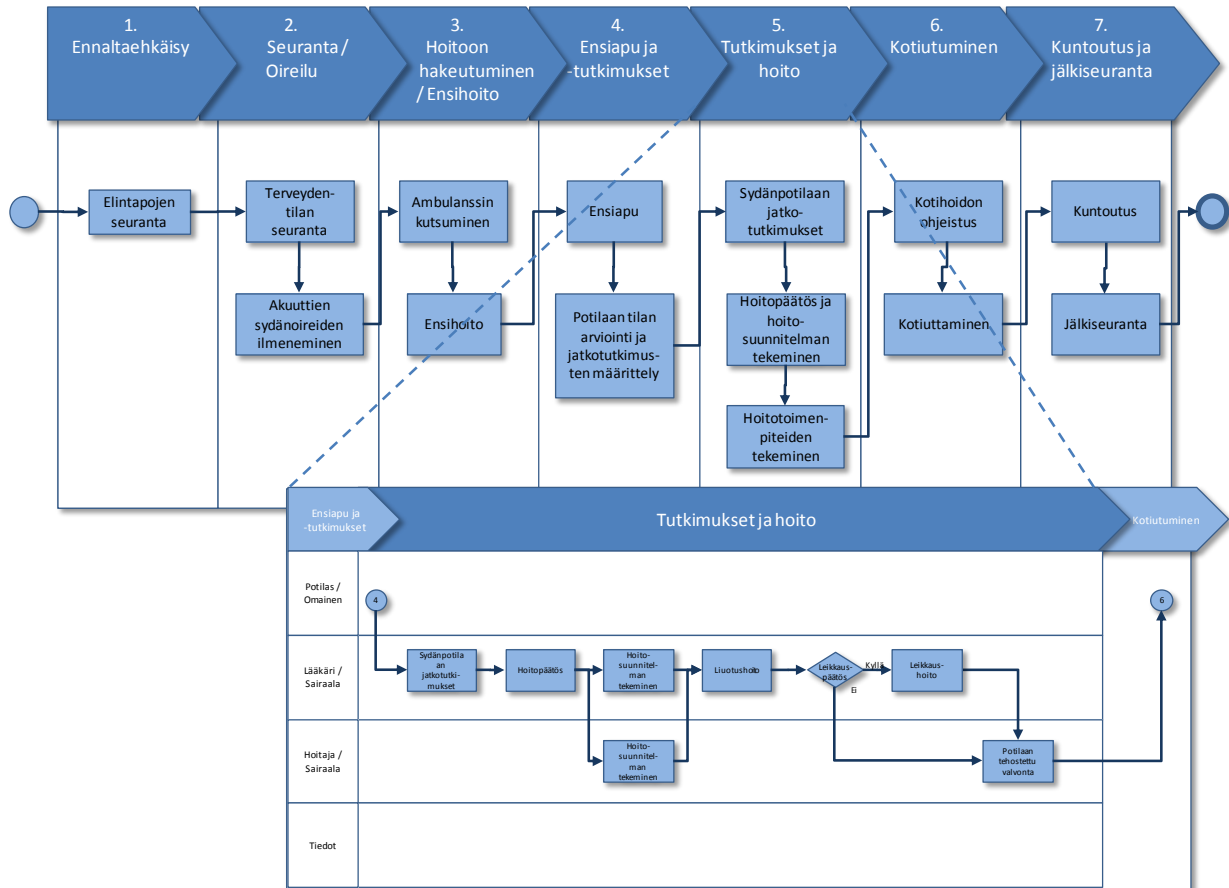 1.
Ennaltaehkäisy
2.
Seuranta /
Oireilu
3.
Hoitoon
hakeutuminen
/ Ensihoito
4.
Ensiapu ja
-tutkimukset
5.
Tutkimukset ja
hoito
6.
Kotiutuminen
7.
Kuntoutus ja
jälkiseuranta
Elintapojen
seuranta
Terveyden-
tilan
seuranta
Akuuttien
sydänoireiden
ilmeneminen
Ambulanssin
kutsuminen
Ensihoito
Ensiapu
Potilaan tilan
arviointi ja
jatkotutkimus-
ten määrittely
Sydänpotilaan
jatko-
tutkimukset
Hoitopäätös ja
hoito-
suunnitelman
tekeminen
Hoitotoimen-
piteiden
tekeminen
Kotihoidon
ohjeistus
Kotiuttaminen
Kuntoutus
Jälkiseuranta
Ensiapu ja
-tutkimukset
Tutkimukset ja hoito
Kotiutuminen
Potilas /
Omainen
4
6
Lääkäri /
Sairaala
Sydänpotila
an
jatkotutki-
mukset
Hoitopäätös
Hoito-
suunnitel-
man
tekeminen
Liuotushoito
Leikkaus-
päätös
Kyllä
Ei
Leikkaus-
hoito
Hoitaja /
Sairaala
Hoito-
suunnitel-
man
tekeminen
Potilaan
tehostettu
valvonta
Tiedot